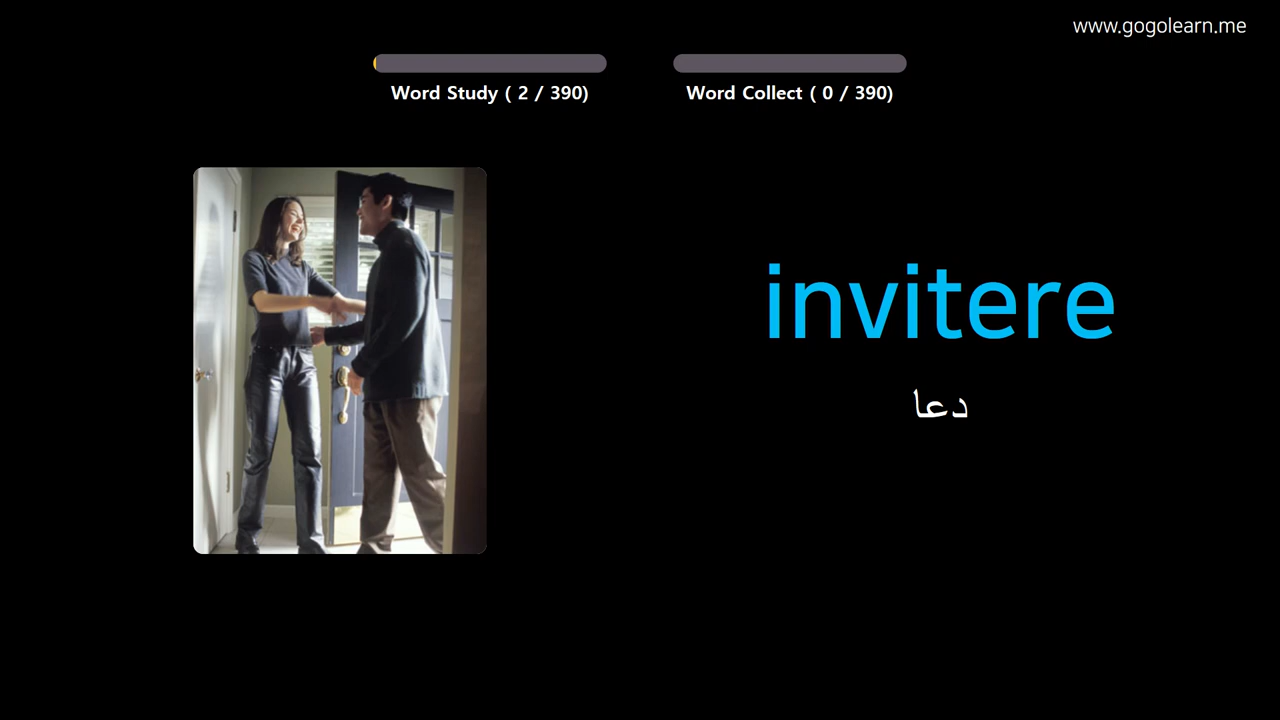 www.gogolearn.me
Word Study ( 2 / 390)
Word Collect ( 0 / 390)
invitere
دعا